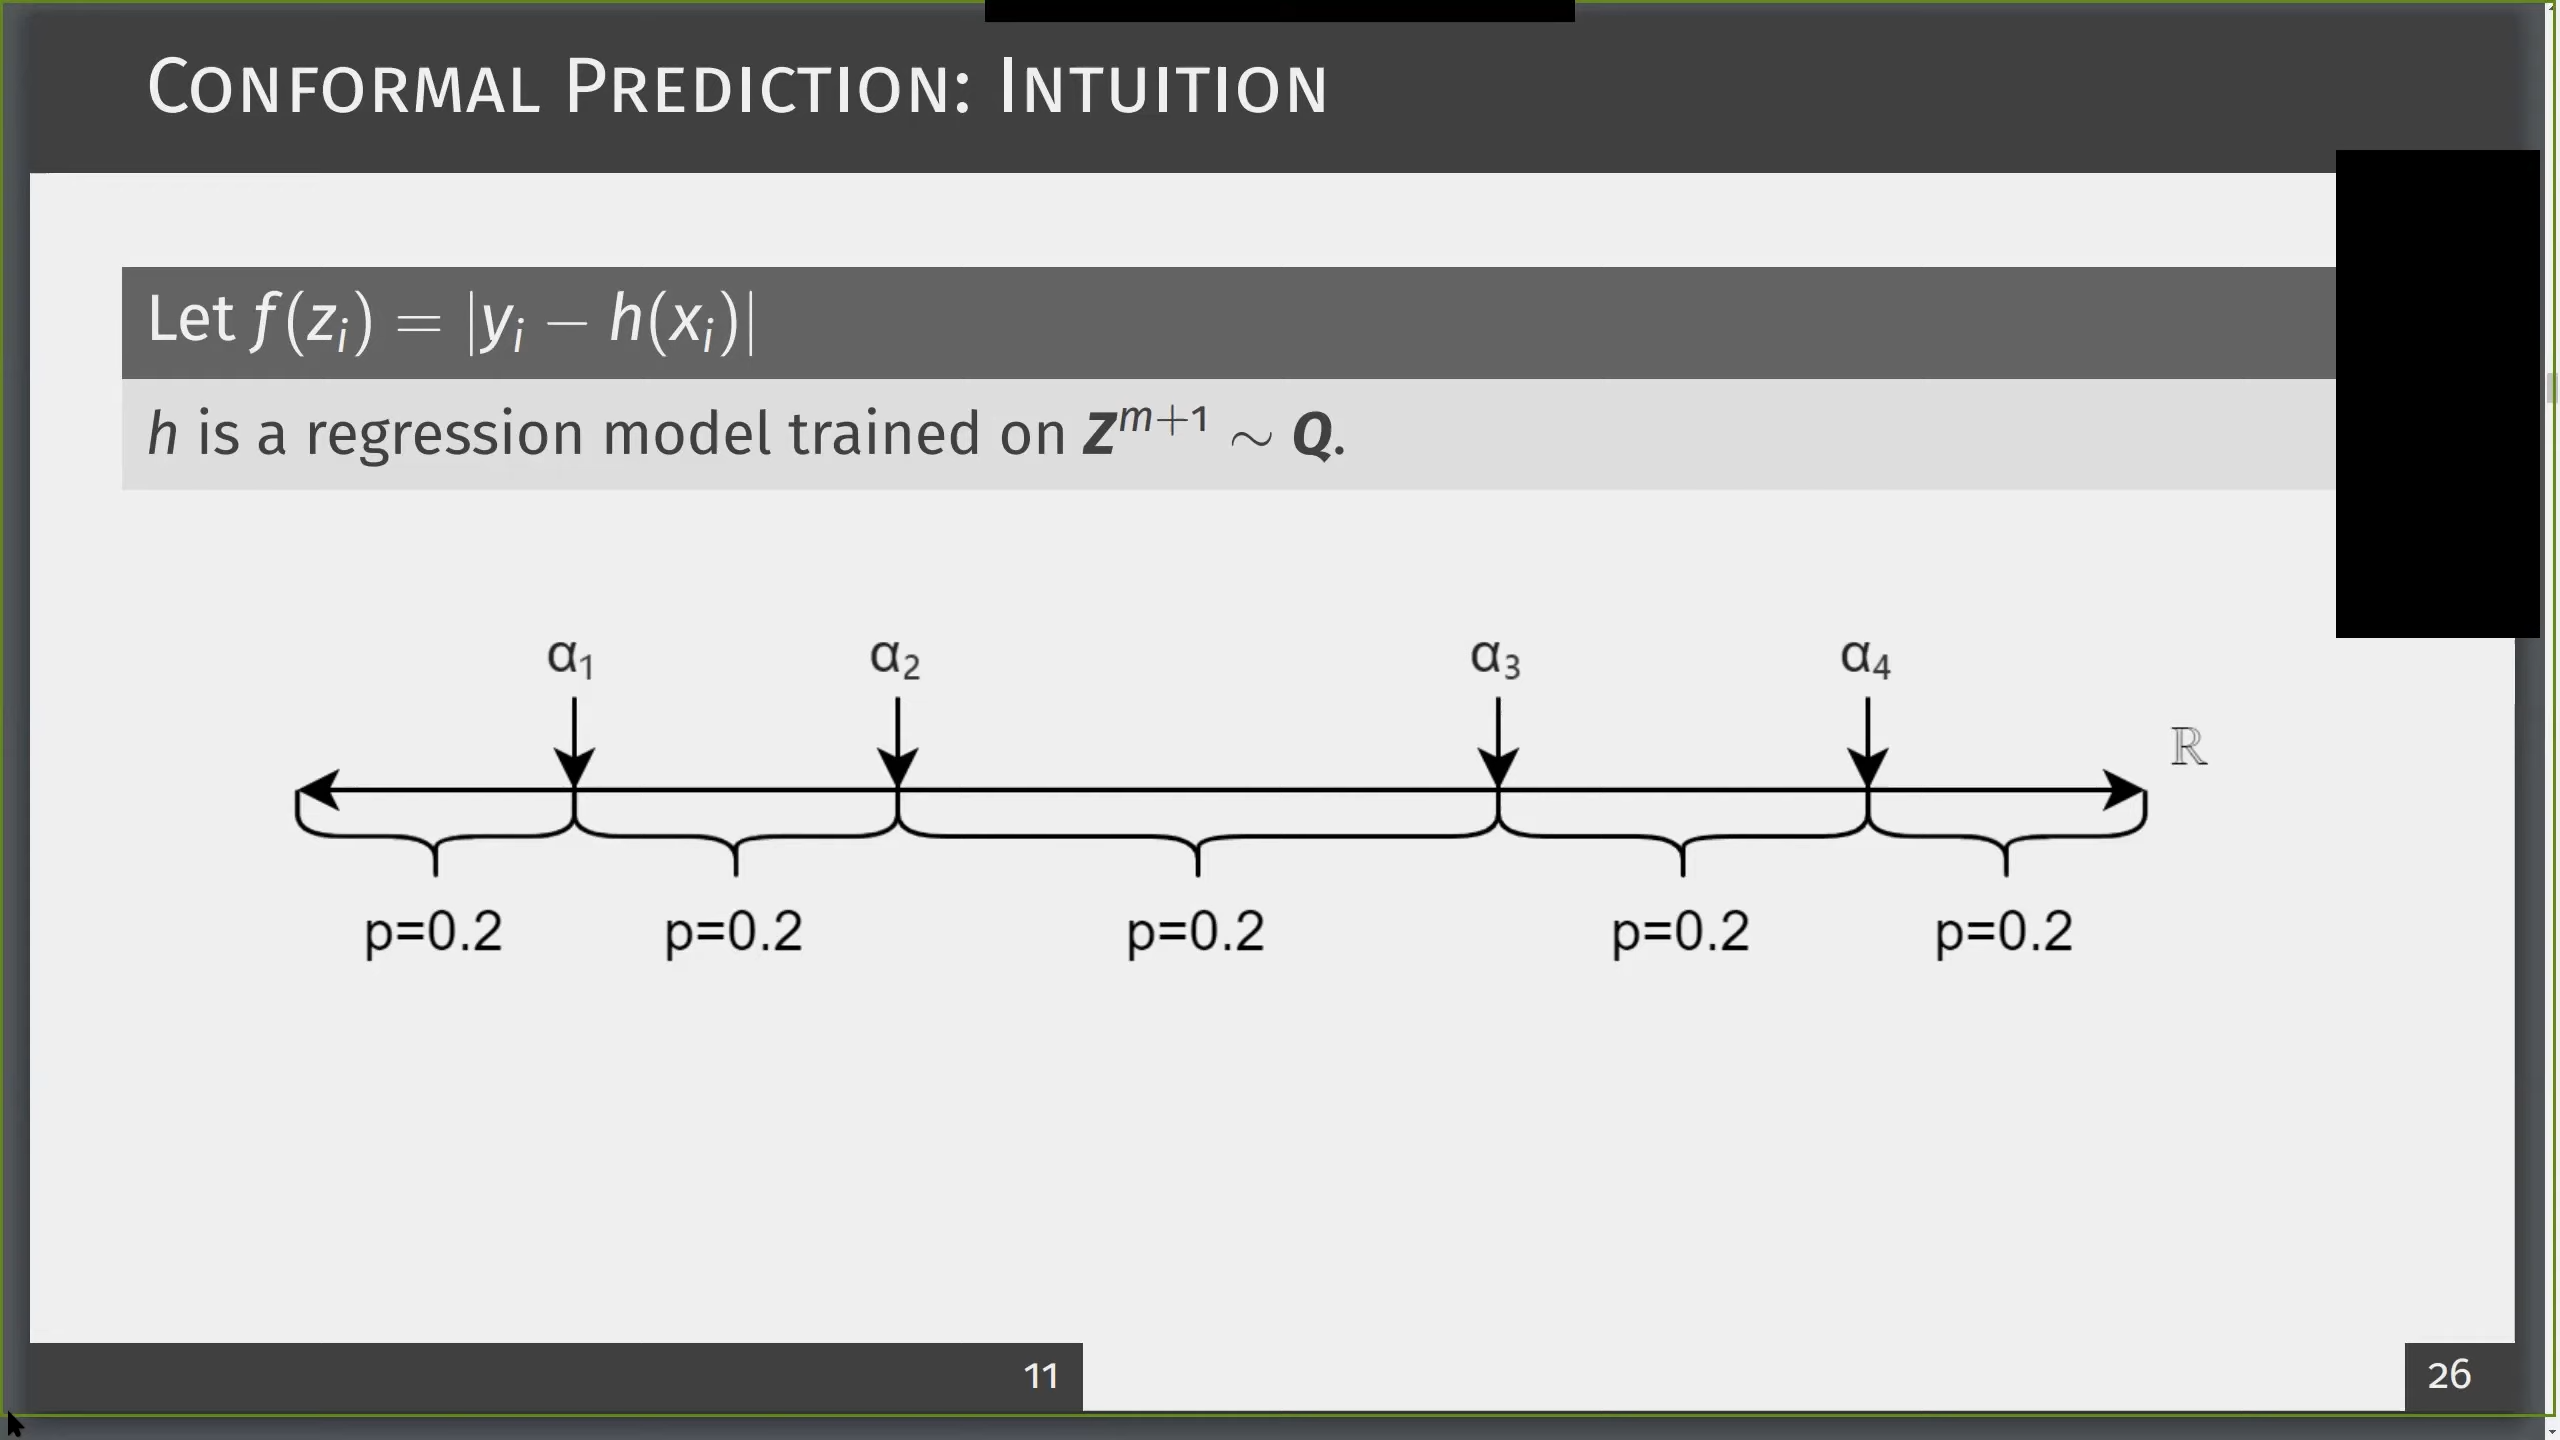 CONFORMAL PREDICTION: INTUITION
Let f(zᵢ) = |yᵢ − h(xᵢ)|
h is a regression model trained on Zᵐ⁺¹ ∼ Q.
α₁ α₂ α₃ α₄
ℝ
p=0.2 p=0.2 p=0.2 p=0.2 p=0.2
11 26